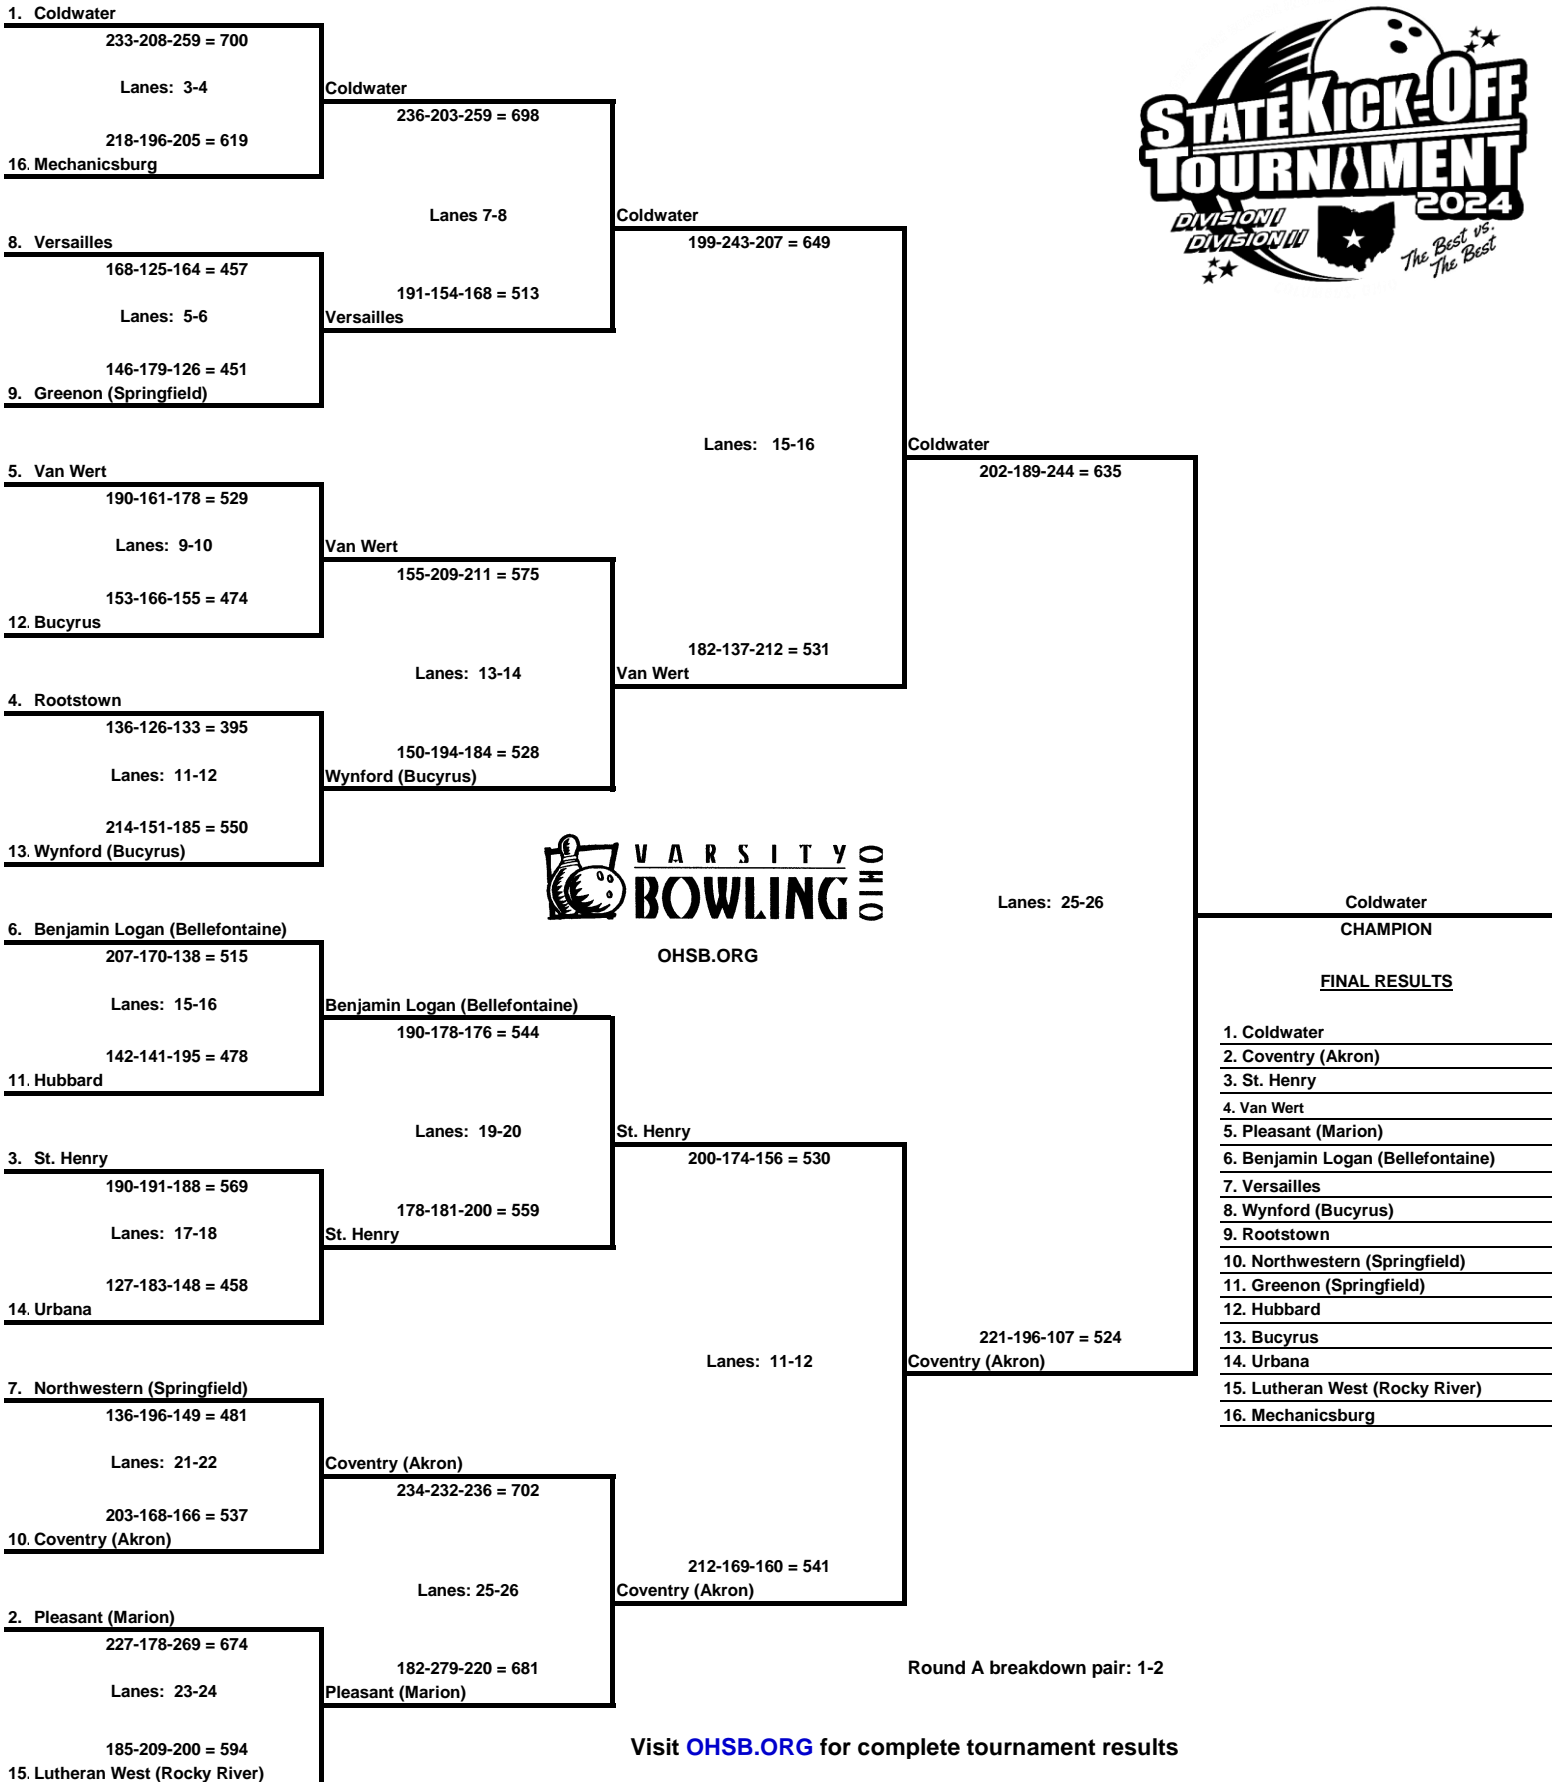 1. Coldwater
233-208-259 = 700
Lanes: 3-4
218-196-205 = 619
16. Mechanicsburg
8. Versailles
168-125-164 = 457
Lanes: 5-6
146-179-126 = 451
9. Greenon (Springfield)
5. Van Wert
190-161-178 = 529
Lanes: 9-10
153-166-155 = 474
12. Bucyrus
4. Rootstown
136-126-133 = 395
Lanes: 11-12
214-151-185 = 550
13. Wynford (Bucyrus)
6. Benjamin Logan (Bellefontaine)
207-170-138 = 515
Lanes: 15-16
142-141-195 = 478
11. Hubbard
3. St. Henry
190-191-188 = 569
Lanes: 17-18
127-183-148 = 458
14. Urbana
7. Northwestern (Springfield)
136-196-149 = 481
Lanes: 21-22
203-168-166 = 537
10. Coventry (Akron)
2. Pleasant (Marion)
227-178-269 = 674
Lanes: 23-24
185-209-200 = 594
15. Lutheran West (Rocky River)
Coldwater
236-203-259 = 698
Lanes 7-8
191-154-168 = 513
Versailles
Van Wert
155-209-211 = 575
Lanes: 13-14
150-194-184 = 528
Wynford (Bucyrus)
Benjamin Logan (Bellefontaine)
190-178-176 = 544
Lanes: 19-20
178-181-200 = 559
St. Henry
Coventry (Akron)
234-232-236 = 702
Lanes: 25-26
182-279-220 = 681
Pleasant (Marion)
Coldwater
199-243-207 = 649
Lanes: 15-16
182-137-212 = 531
Van Wert
VARSITY
BOWLING
OHIO
OHSB.ORG
St. Henry
200-174-156 = 530
Lanes: 11-12
212-169-160 = 541
Coventry (Akron)
Coldwater
202-189-244 = 635
Lanes: 25-26
221-196-107 = 524
Coventry (Akron)
STATE KICK-OFF
TOURNAMENT
2024
DIVISION I
DIVISION II
The Best vs.
The Best
Coldwater
CHAMPION
FINAL RESULTS
1. Coldwater
2. Coventry (Akron)
3. St. Henry
4. Van Wert
5. Pleasant (Marion)
6. Benjamin Logan (Bellefontaine)
7. Versailles
8. Wynford (Bucyrus)
9. Rootstown
10. Northwestern (Springfield)
11. Greenon (Springfield)
12. Hubbard
13. Bucyrus
14. Urbana
15. Lutheran West (Rocky River)
16. Mechanicsburg
Round A breakdown pair: 1-2
Visit OHSB.ORG for complete tournament results